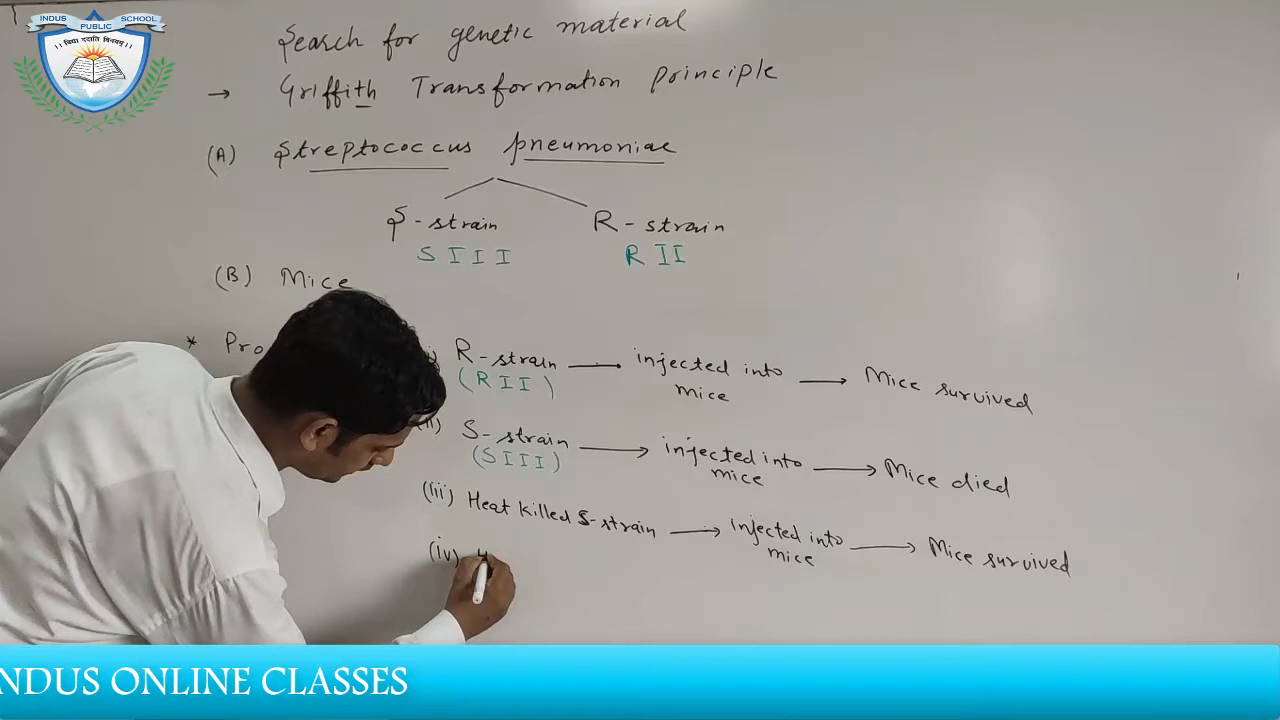 INDUS PUBLIC SCHOOL
।। विद्या ददाति विनयम् ।।
Search for genetic material
→ Griffith Transformation principle
(A) Streptococcus pneumoniae
S-strain R-strain
S III R II
(B) Mice
* Pro
R-strain → injected into mice → Mice survived
(R II)
S-strain → injected into mice → Mice died
(S III)
(iii) Heat killed S-strain → Injected into mice → Mice survived
(iv)
INDUS ONLINE CLASSES